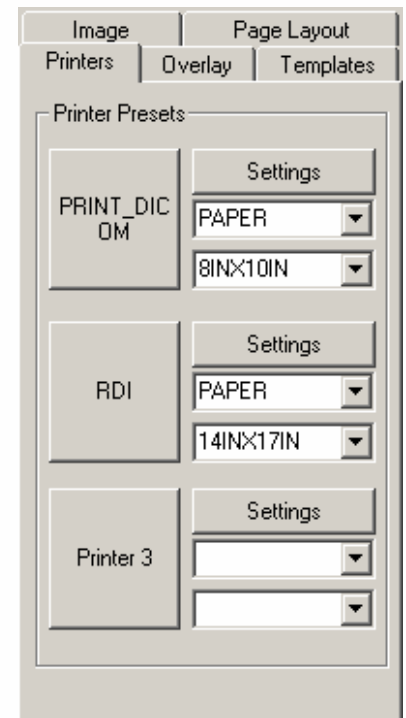 Image
Page Layout
Printers
Overlay
Templates
Printer Presets
PRINT_DIC
OM
Settings
PAPER
8INX10IN
RDI
Settings
PAPER
14INX17IN
Printer 3
Settings